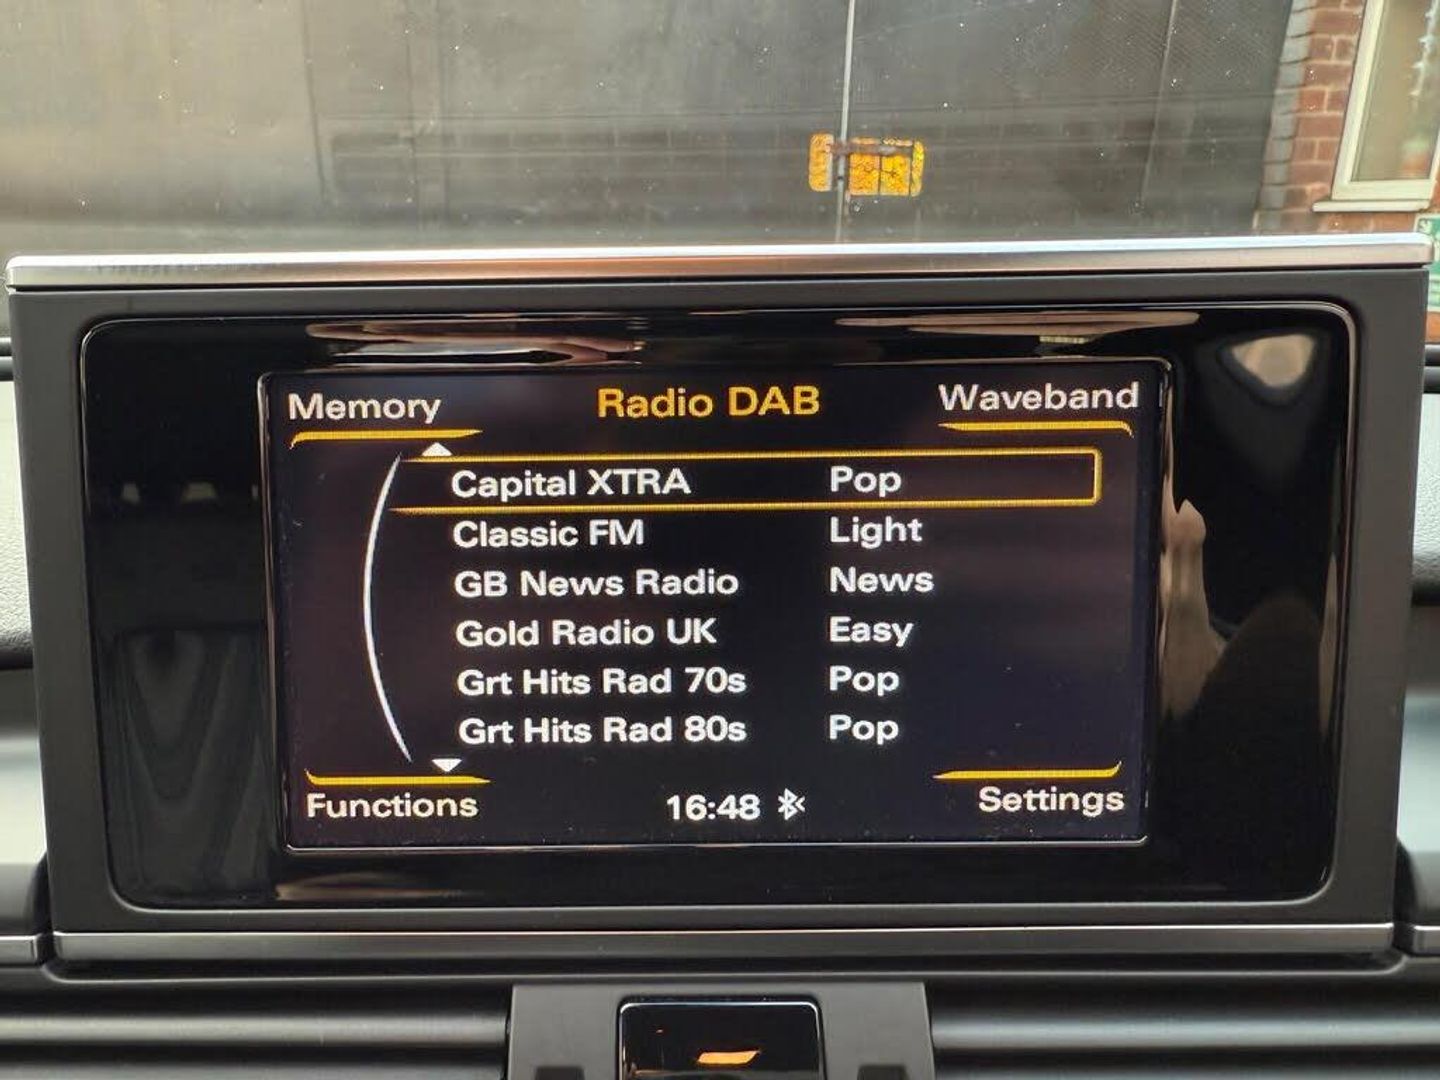 Memory Radio DAB Waveband
Capital XTRA Pop
Classic FM Light
GB News Radio News
Gold Radio UK Easy
Grt Hits Rad 70s Pop
Grt Hits Rad 80s Pop
Functions 16:48 Settings